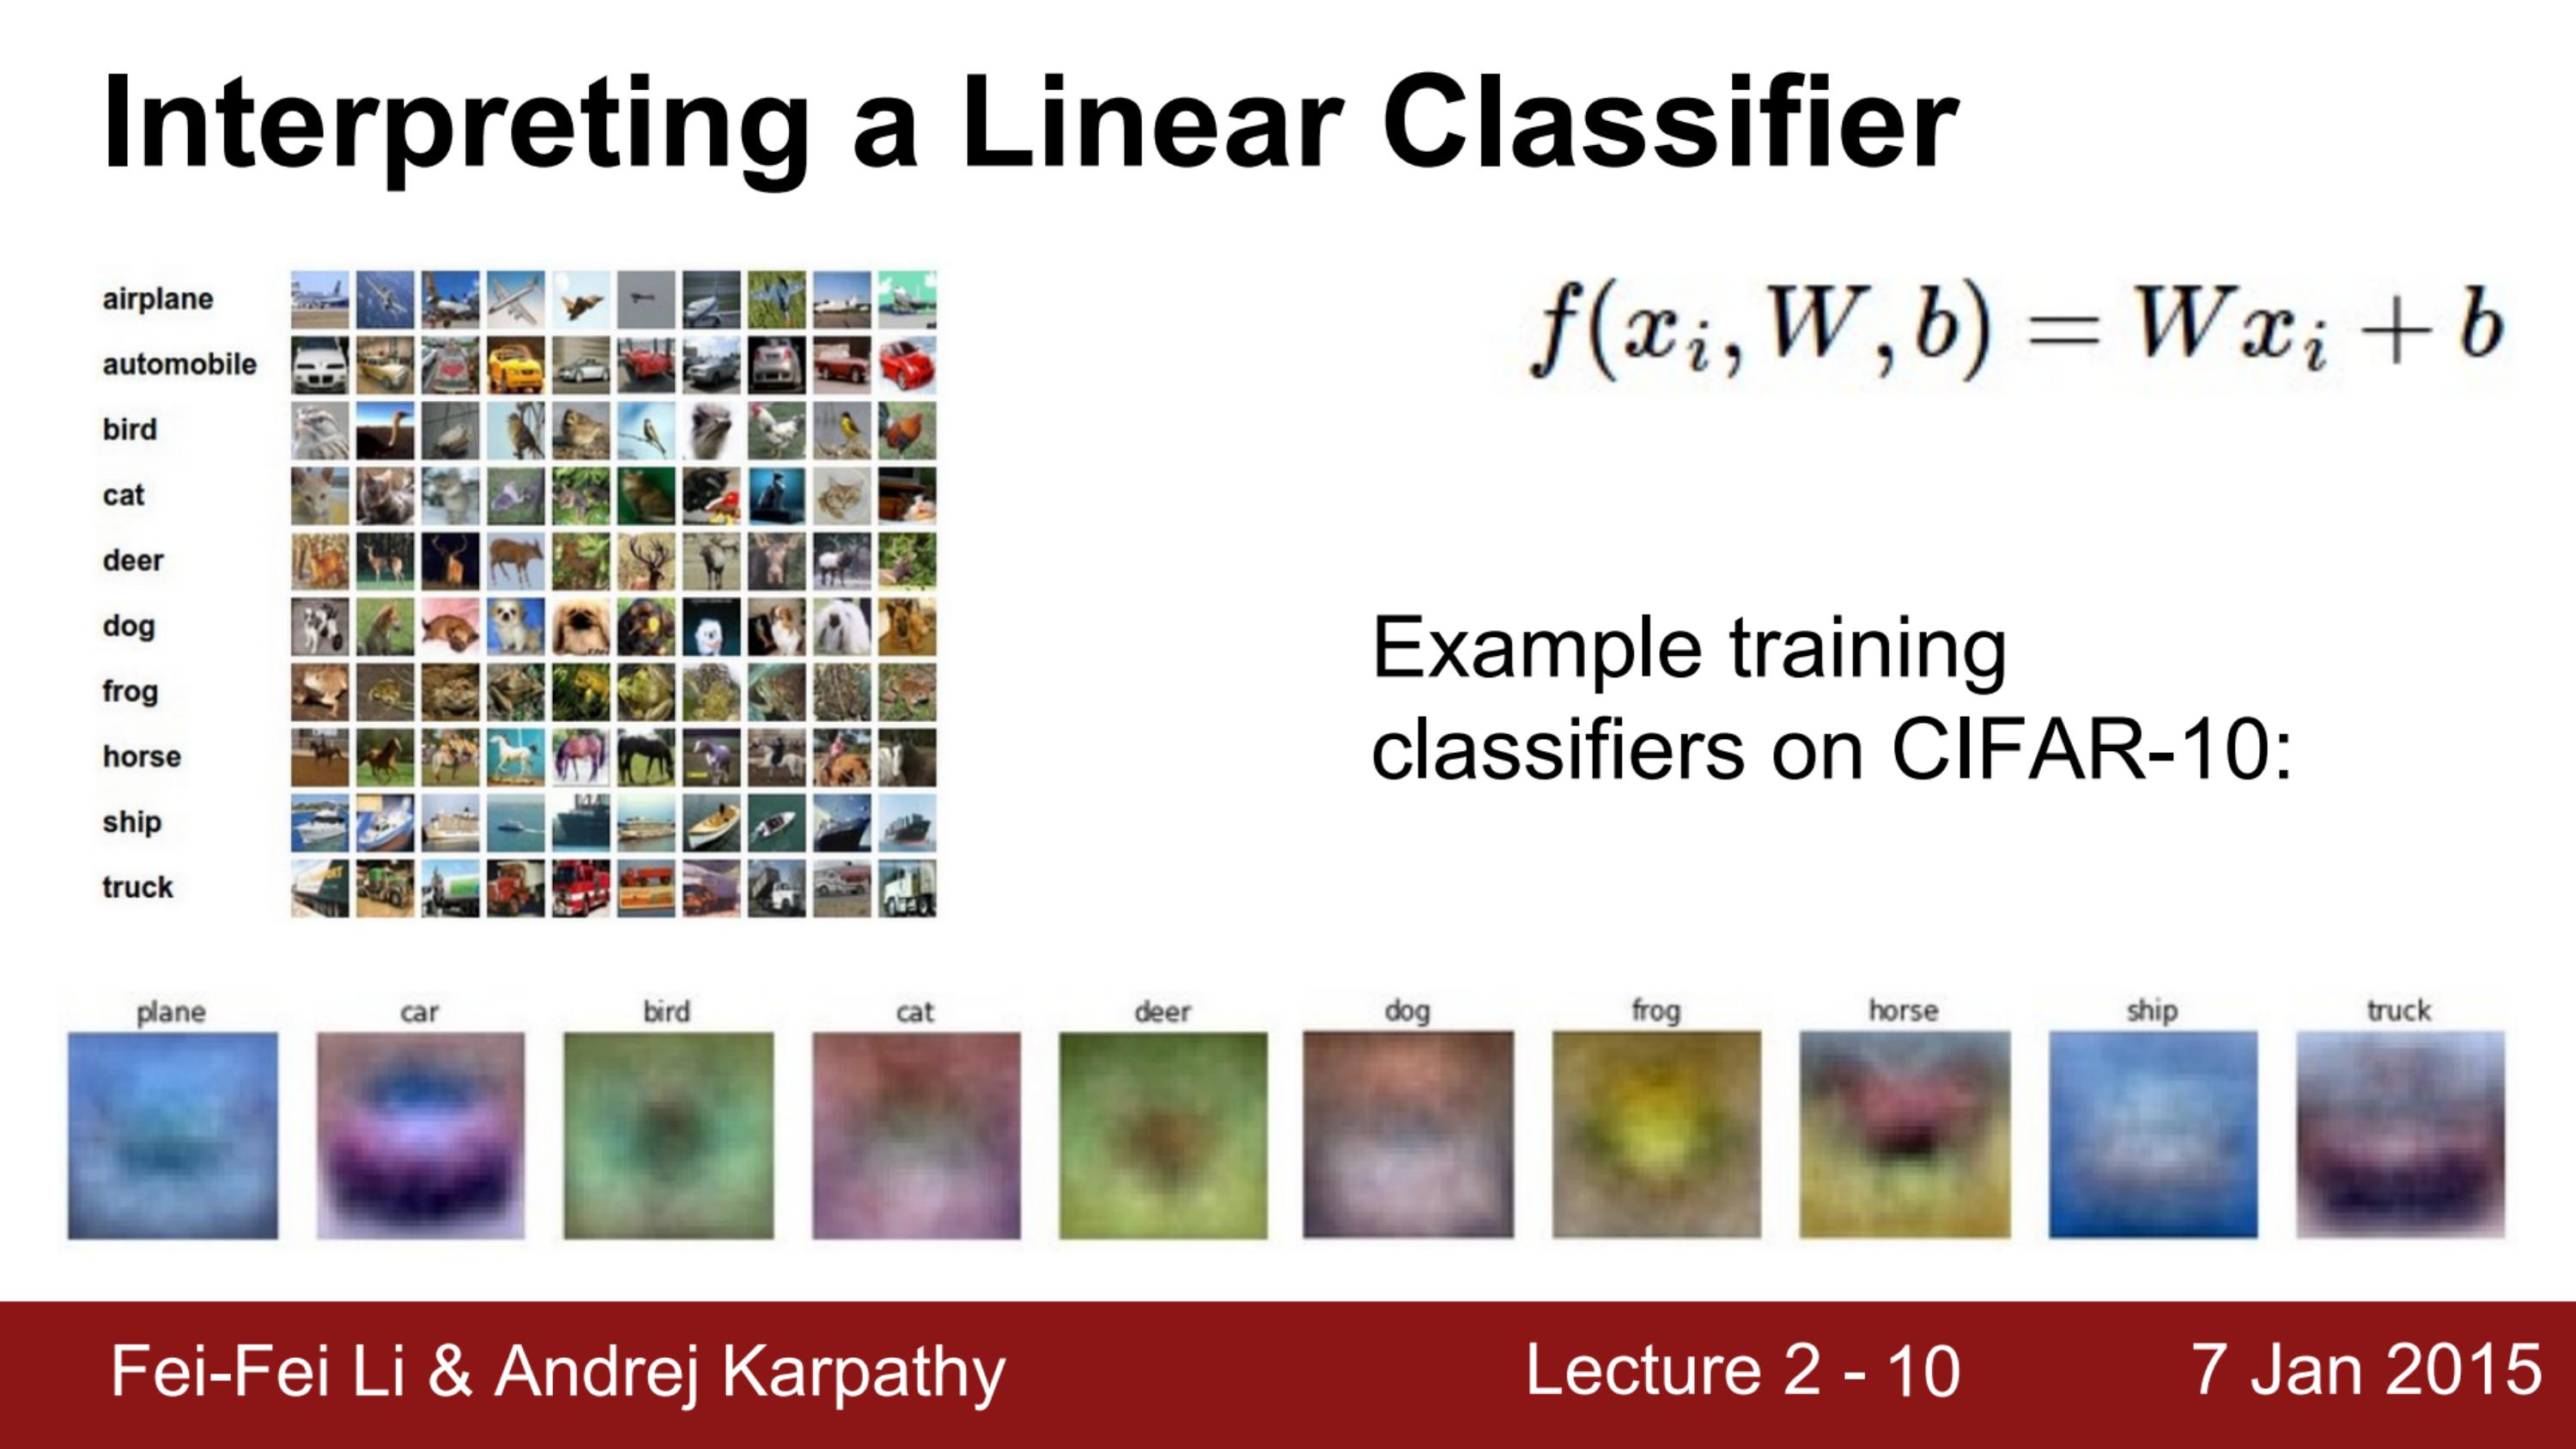 Interpreting a Linear Classifier
airplane
automobile
bird
cat
deer
dog
frog
horse
ship
truck
f(x_i, W, b) = Wx_i + b
Example training
classifiers on CIFAR-10:
plane car bird cat deer dog frog horse ship truck
Fei-Fei Li & Andrej Karpathy Lecture 2 - 10 7 Jan 2015